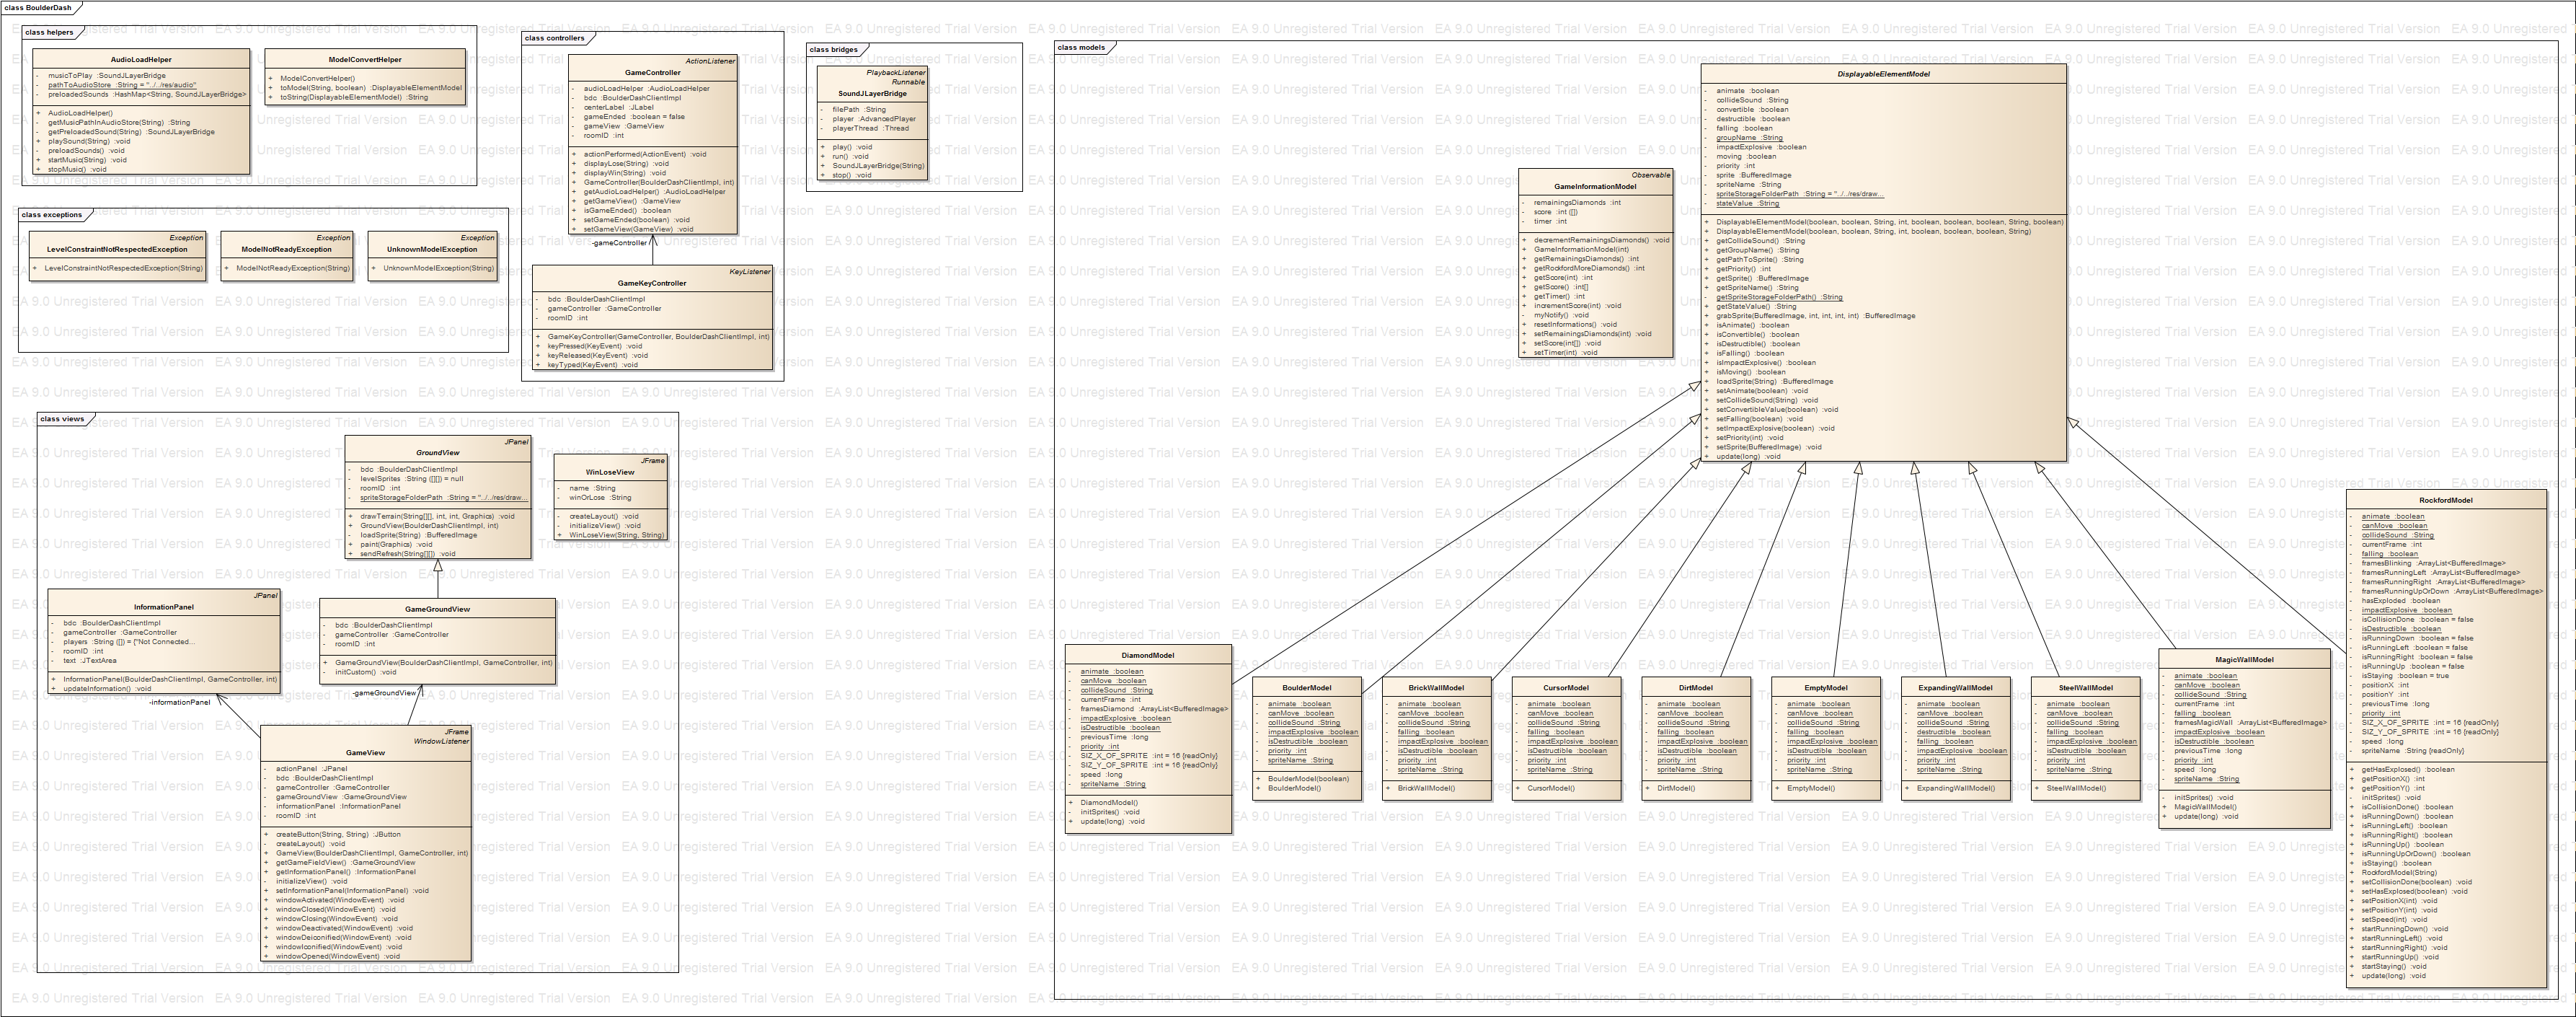 class BoulderDash
class helpers
AudioLoadHelper
- musicToPlay :SoundJLayerBridge
- pathToAudioStore :String = "../../res/audio"
- preloadedSounds :HashMap<String, SoundJLayerBridge>
+ AudioLoadHelper()
- getMusicPathInAudioStore(String) :String
- getPreloadedSound(String) :SoundJLayerBridge
+ playSound(String) :void
- preloadSounds() :void
+ startMusic(String) :void
+ stopMusic() :void
ModelConvertHelper
+ ModelConvertHelper()
+ toModel(String, boolean) :DisplayableElementModel
+ toString(DisplayableElementModel) :String
class exceptions
Exception
LevelConstraintNotRespectedException
+ LevelConstraintNotRespectedException(String)
Exception
ModelNotReadyException
+ ModelNotReadyException(String)
Exception
UnknownModelException
+ UnknownModelException(String)
class controllers
ActionListener
GameController
- audioLoadHelper :AudioLoadHelper
- bdc :BoulderDashClientImpl
- centerLabel :JLabel
- gameEnded :boolean = false
- gameView :GameView
- roomID :int
+ actionPerformed(ActionEvent) :void
+ displayLose(String) :void
+ displayWin(String) :void
+ GameController(BoulderDashClientImpl, int)
+ getAudioLoadHelper() :AudioLoadHelper
+ getGameView() :GameView
+ isGameEnded() :boolean
+ setGameEnded(boolean) :void
+ setGameView(GameView) :void
-gameController
KeyListener
GameKeyController
- bdc :BoulderDashClientImpl
- gameController :GameController
- roomID :int
+ GameKeyController(GameController, BoulderDashClientImpl, int)
+ keyPressed(KeyEvent) :void
+ keyReleased(KeyEvent) :void
+ keyTyped(KeyEvent) :void
class bridges
PlaybackListener
Runnable
SoundJLayerBridge
- filePath :String
- player :AdvancedPlayer
- playerThread :Thread
+ play() :void
+ run() :void
+ SoundJLayerBridge(String)
+ stop() :void
class views
JPanel
GroundView
- bdc :BoulderDashClientImpl
- levelSprites :String ([][]) = null
- roomID :int
- spriteStorageFolderPath :String = "../../res/draw...
+ drawTerrain(String[][], int, int, Graphics) :void
+ GroundView(BoulderDashClientImpl, int)
- loadSprite(String) :BufferedImage
+ paint(Graphics) :void
+ sendRefresh(String[][]) :void
JFrame
WinLoseView
- name :String
- winOrLose :String
- createLayout() :void
- initializeView() :void
+ WinLoseView(String, String)
JPanel
InformationPanel
- bdc :BoulderDashClientImpl
- gameController :GameController
- players :String ([]) = {"Not Connected...
- roomID :int
- text :JTextArea
+ InformationPanel(BoulderDashClientImpl, GameController, int)
+ updateInformation() :void
-informationPanel
GameGroundView
- bdc :BoulderDashClientImpl
- gameController :GameController
- roomID :int
+ GameGroundView(BoulderDashClientImpl, GameController, int)
- initCustom() :void
-gameGroundView
JFrame
WindowListener
GameView
- actionPanel :JPanel
- bdc :BoulderDashClientImpl
- gameController :GameController
- gameGroundView :GameGroundView
- informationPanel :InformationPanel
- roomID :int
+ createButton(String, String) :JButton
- createLayout() :void
+ GameView(BoulderDashClientImpl, GameController, int)
+ getGameFieldView() :GameGroundView
+ getInformationPanel() :InformationPanel
- initializeView() :void
+ setInformationPanel(InformationPanel) :void
+ windowActivated(WindowEvent) :void
+ windowClosed(WindowEvent) :void
+ windowClosing(WindowEvent) :void
+ windowDeactivated(WindowEvent) :void
+ windowDeiconified(WindowEvent) :void
+ windowIconified(WindowEvent) :void
+ windowOpened(WindowEvent) :void
class models
Observable
GameInformationModel
- remainingsDiamonds :int
- score :int ([])
- timer :int
+ decrementRemainingsDiamonds() :void
+ GameInformationModel(int)
+ getRemainingsDiamonds() :int
+ getRockfordMoreDiamonds() :int
+ getScore(int) :int
+ getScore() :int[]
+ getTimer() :int
+ incrementScore(int) :void
- myNotify() :void
+ resetInformations() :void
+ setRemainingsDiamonds(int) :void
+ setScore(int[]) :void
+ setTimer(int) :void
DisplayableElementModel
- animate :boolean
- collideSound :String
- convertible :boolean
- destructible :boolean
- falling :boolean
- groupName :String
- impactExplosive :boolean
- moving :boolean
- priority :int
- sprite :BufferedImage
- spriteName :String
- spriteStorageFolderPath :String = "../../res/draw...
- stateValue :String
+ DisplayableElementModel(boolean, boolean, String, int, boolean, boolean, boolean, String, boolean)
+ DisplayableElementModel(boolean, boolean, String, int, boolean, boolean, boolean, String)
+ getCollideSound() :String
+ getGroupName() :String
+ getPathToSprite() :String
+ getPriority() :int
+ getSprite() :BufferedImage
+ getSpriteName() :String
- getSpriteStorageFolderPath() :String
+ getStateValue() :String
+ grabSprite(BufferedImage, int, int, int, int) :BufferedImage
+ isAnimate() :boolean
+ isConvertible() :boolean
+ isDestructible() :boolean
+ isFalling() :boolean
+ isImpactExplosive() :boolean
+ isMoving() :boolean
+ loadSprite(String) :BufferedImage
+ setAnimate(boolean) :void
+ setCollideSound(String) :void
+ setConvertibleValue(boolean) :void
+ setFalling(boolean) :void
+ setImpactExplosive(boolean) :void
+ setPriority(int) :void
+ setSprite(BufferedImage) :void
+ update(long) :void
DiamondModel
- animate :boolean
- canMove :boolean
- collideSound :String
- currentFrame :int
- framesDiamond :ArrayList<BufferedImage>
- impactExplosive :boolean
- isDestructible :boolean
- previousTime :long
- priority :int
- SIZ_X_OF_SPRITE :int = 16 {readOnly}
- SIZ_Y_OF_SPRITE :int = 16 {readOnly}
- speed :long
- spriteName :String
+ DiamondModel()
- initSprites() :void
+ update(long) :void
BoulderModel
- animate :boolean
- canMove :boolean
- collideSound :String
- impactExplosive :boolean
- isDestructible :boolean
- priority :int
- spriteName :String
+ BoulderModel(boolean)
+ BoulderModel()
BrickWallModel
- animate :boolean
- canMove :boolean
- collideSound :String
- falling :boolean
- impactExplosive :boolean
- isDestructible :boolean
- priority :int
- spriteName :String
+ BrickWallModel()
CursorModel
- animate :boolean
- canMove :boolean
- collideSound :String
- falling :boolean
- impactExplosive :boolean
- isDestructible :boolean
- priority :int
- spriteName :String
+ CursorModel()
DirtModel
- animate :boolean
- canMove :boolean
- collideSound :String
- falling :boolean
- impactExplosive :boolean
- isDestructible :boolean
- priority :int
- spriteName :String
+ DirtModel()
EmptyModel
- animate :boolean
- canMove :boolean
- collideSound :String
- falling :boolean
- impactExplosive :boolean
- isDestructible :boolean
- priority :int
- spriteName :String
+ EmptyModel()
ExpandingWallModel
- animate :boolean
- canMove :boolean
- collideSound :String
- destructible :boolean
- falling :boolean
- impactExplosive :boolean
- priority :int
- spriteName :String
+ ExpandingWallModel()
SteelWallModel
- animate :boolean
- canMove :boolean
- collideSound :String
- falling :boolean
- impactExplosive :boolean
- isDestructible :boolean
- priority :int
- spriteName :String
+ SteelWallModel()
MagicWallModel
- animate :boolean
- canMove :boolean
- collideSound :String
- currentFrame :int
- falling :boolean
- framesMagicWall :ArrayList<BufferedImage>
- impactExplosive :boolean
- isDestructible :boolean
- previousTime :long
- priority :int
- speed :long
- spriteName :String
- initSprites() :void
+ MagicWallModel()
+ update(long) :void
RockfordModel
- animate :boolean
- canMove :boolean
- collideSound :String
- currentFrame :int
- falling :boolean
- framesBlinking :ArrayList<BufferedImage>
- framesRunningLeft :ArrayList<BufferedImage>
- framesRunningRight :ArrayList<BufferedImage>
- framesRunningUpOrDown :ArrayList<BufferedImage>
- hasExploded :boolean
- impactExplosive :boolean
- isCollisionDone :boolean = false
- isDestructible :boolean
- isRunningDown :boolean = false
- isRunningLeft :boolean = false
- isRunningRight :boolean = false
- isRunningUp :boolean = false
- isStaying :boolean = true
- positionX :int
- positionY :int
- previousTime :long
- priority :int
- SIZ_X_OF_SPRITE :int = 16 {readOnly}
- SIZ_Y_OF_SPRITE :int = 16 {readOnly}
- speed :long
- spriteName :String {readOnly}
+ getHasExplosed() :boolean
+ getPositionX() :int
+ getPositionY() :int
- initSprites() :void
+ isCollisionDone() :boolean
+ isRunningDown() :boolean
+ isRunningLeft() :boolean
+ isRunningRight() :boolean
+ isRunningUp() :boolean
+ isRunningUpOrDown() :boolean
+ isStaying() :boolean
+ RockfordModel(String)
+ setCollisionDone(boolean) :void
+ setHasExplosed(boolean) :void
+ setPositionX(int) :void
+ setPositionY(int) :void
+ setSpeed(int) :void
+ startRunningDown() :void
+ startRunningLeft() :void
+ startRunningRight() :void
+ startRunningUp() :void
+ startStaying() :void
+ update(long) :void
EA 9.0 Unregistered Trial Version